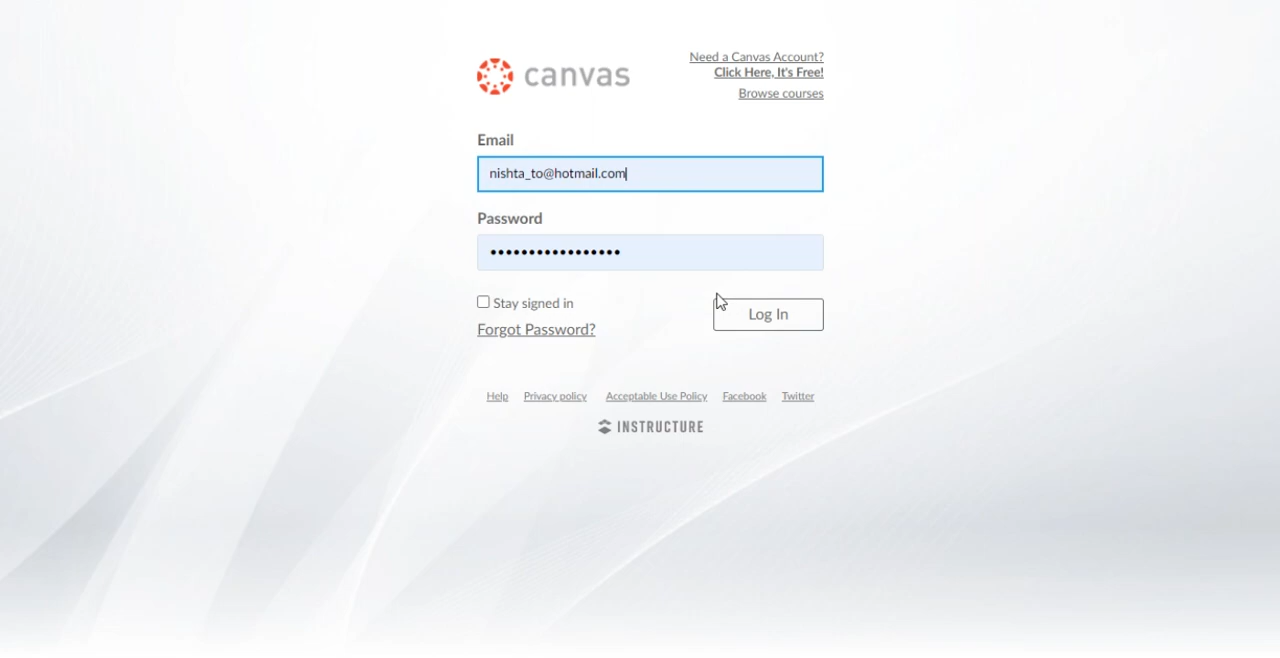 canvas
Need a Canvas Account?
Click Here, It's Free!
Browse courses
Email
nishta_to@hotmail.com
Password
•••••••••••••••••
Stay signed in
Log In
Forgot Password?
Help Privacy policy Acceptable Use Policy Facebook Twitter
INSTRUCTURE